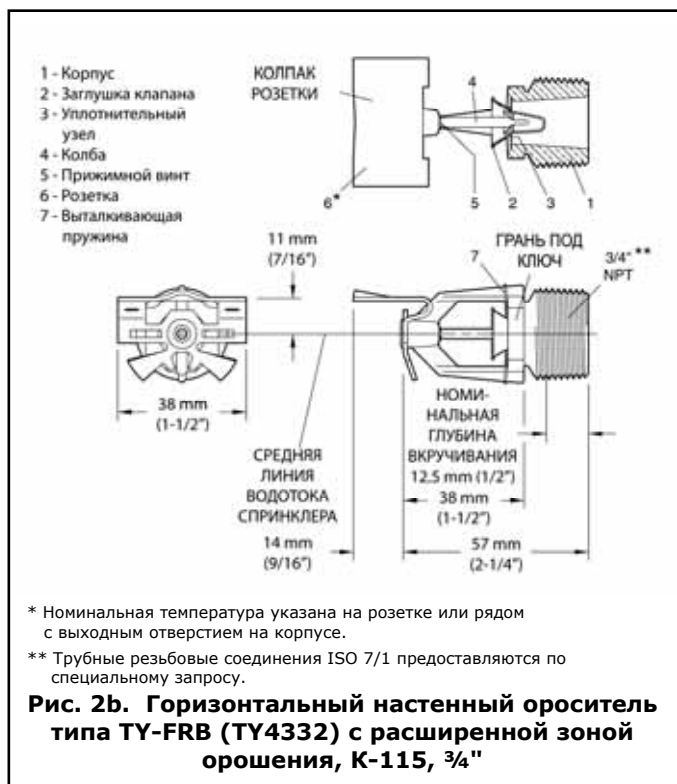 1 - Корпус
2 - Заглушка клапана
3 - Уплотнительный
узел
4 - Колба
5 - Прижимной винт
6 - Розетка
7 - Выталкивающая
пружина
КОЛПАК
РОЗЕТКИ
4
6*
5
2
3
1
11 mm
(7/16")
7
ГРАНЬ ПОД
КЛЮЧ
3/4" **
NPT
38 mm
(1-1/2")
СРЕДНЯЯ
ЛИНИЯ
ВОДОТОКА
СПРИНКЛЕРА
НОМИ-
НАЛЬНАЯ
ГЛУБИНА
ВКРУЧИВАНИЯ
12.5 mm (1/2")
38 mm
(1-1/2")
14 mm
(9/16")
57 mm
(2-1/4")
* Номинальная температура указана на розетке или рядом
с выходным отверстием на корпусе.
** Трубные резьбовые соединения ISO 7/1 предоставляются по
специальному запросу.
Рис. 2b. Горизонтальный настенный ороситель
типа TY-FRB (TY4332) с расширенной зоной
орошения, К-115, ¾"